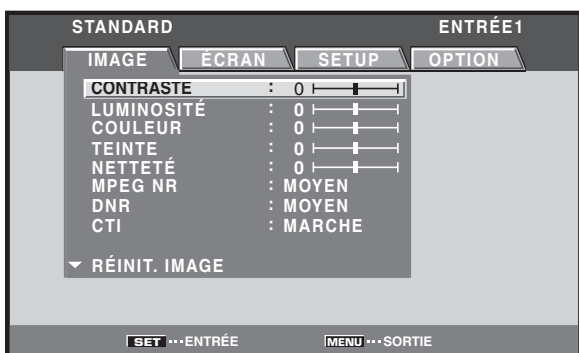 STANDARD ENTRÉE1
IMAGE ÉCRAN SETUP OPTION
CONTRASTE : 0
LUMINOSITÉ : 0
COULEUR : 0
TEINTE : 0
NETTETÉ : 0
MPEG NR : MOYEN
DNR : MOYEN
CTI : MARCHE
RÉINIT. IMAGE
SET ···ENTRÉE MENU ···SORTIE